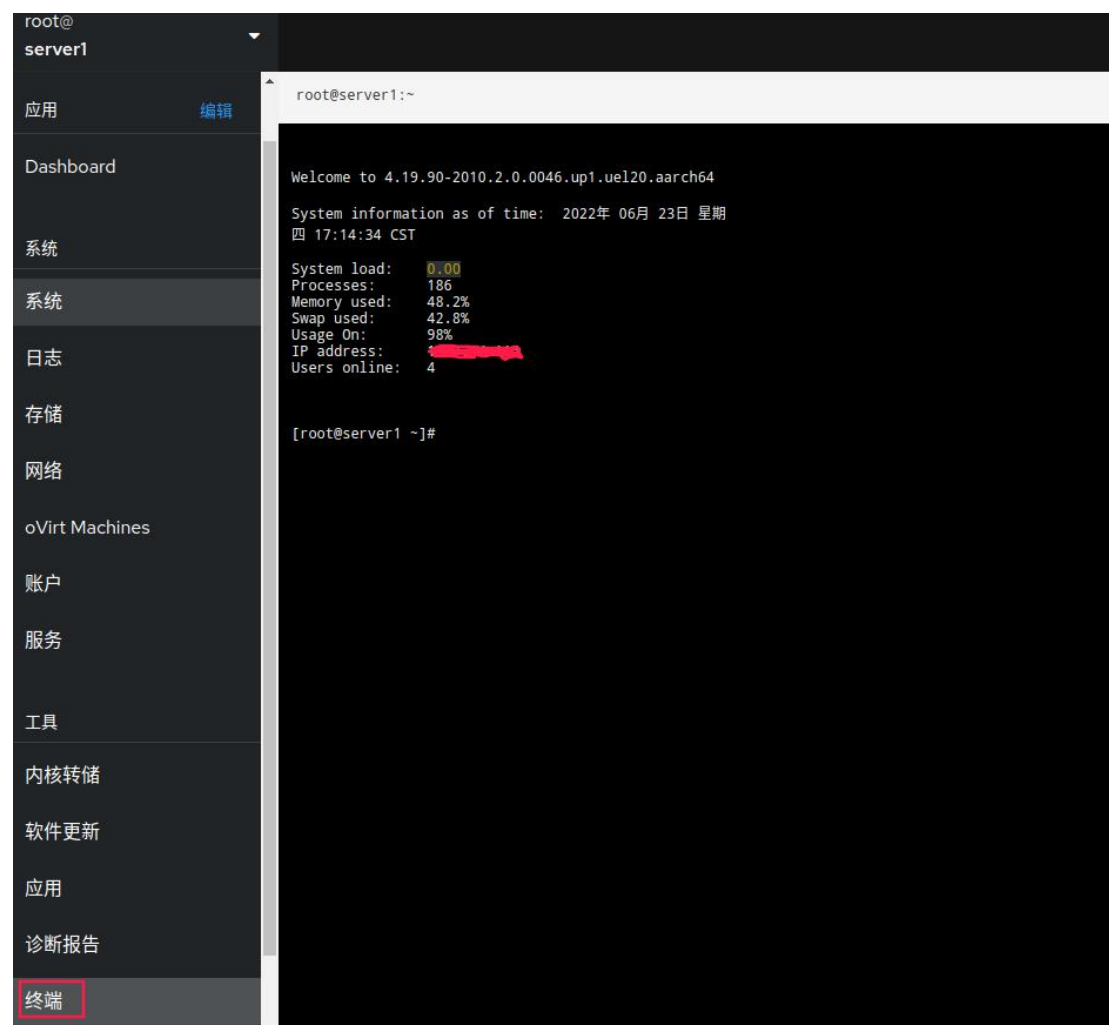 root@
server1
应用 编辑
Dashboard
系统
系统
日志
存储
网络
oVirt Machines
账户
服务
工具
内核转储
软件更新
应用
诊断报告
终端
root@server1:~
Welcome to 4.19.90-2010.2.0.0046.up1.uel20.aarch64
System information as of time: 2022年 06月 23日 星期
四 17:14:34 CST
System load: 0.00
Processes: 186
Memory used: 48.2%
Swap used: 42.8%
Usage On: 98%
IP address:
Users online: 4
[root@server1 ~]#